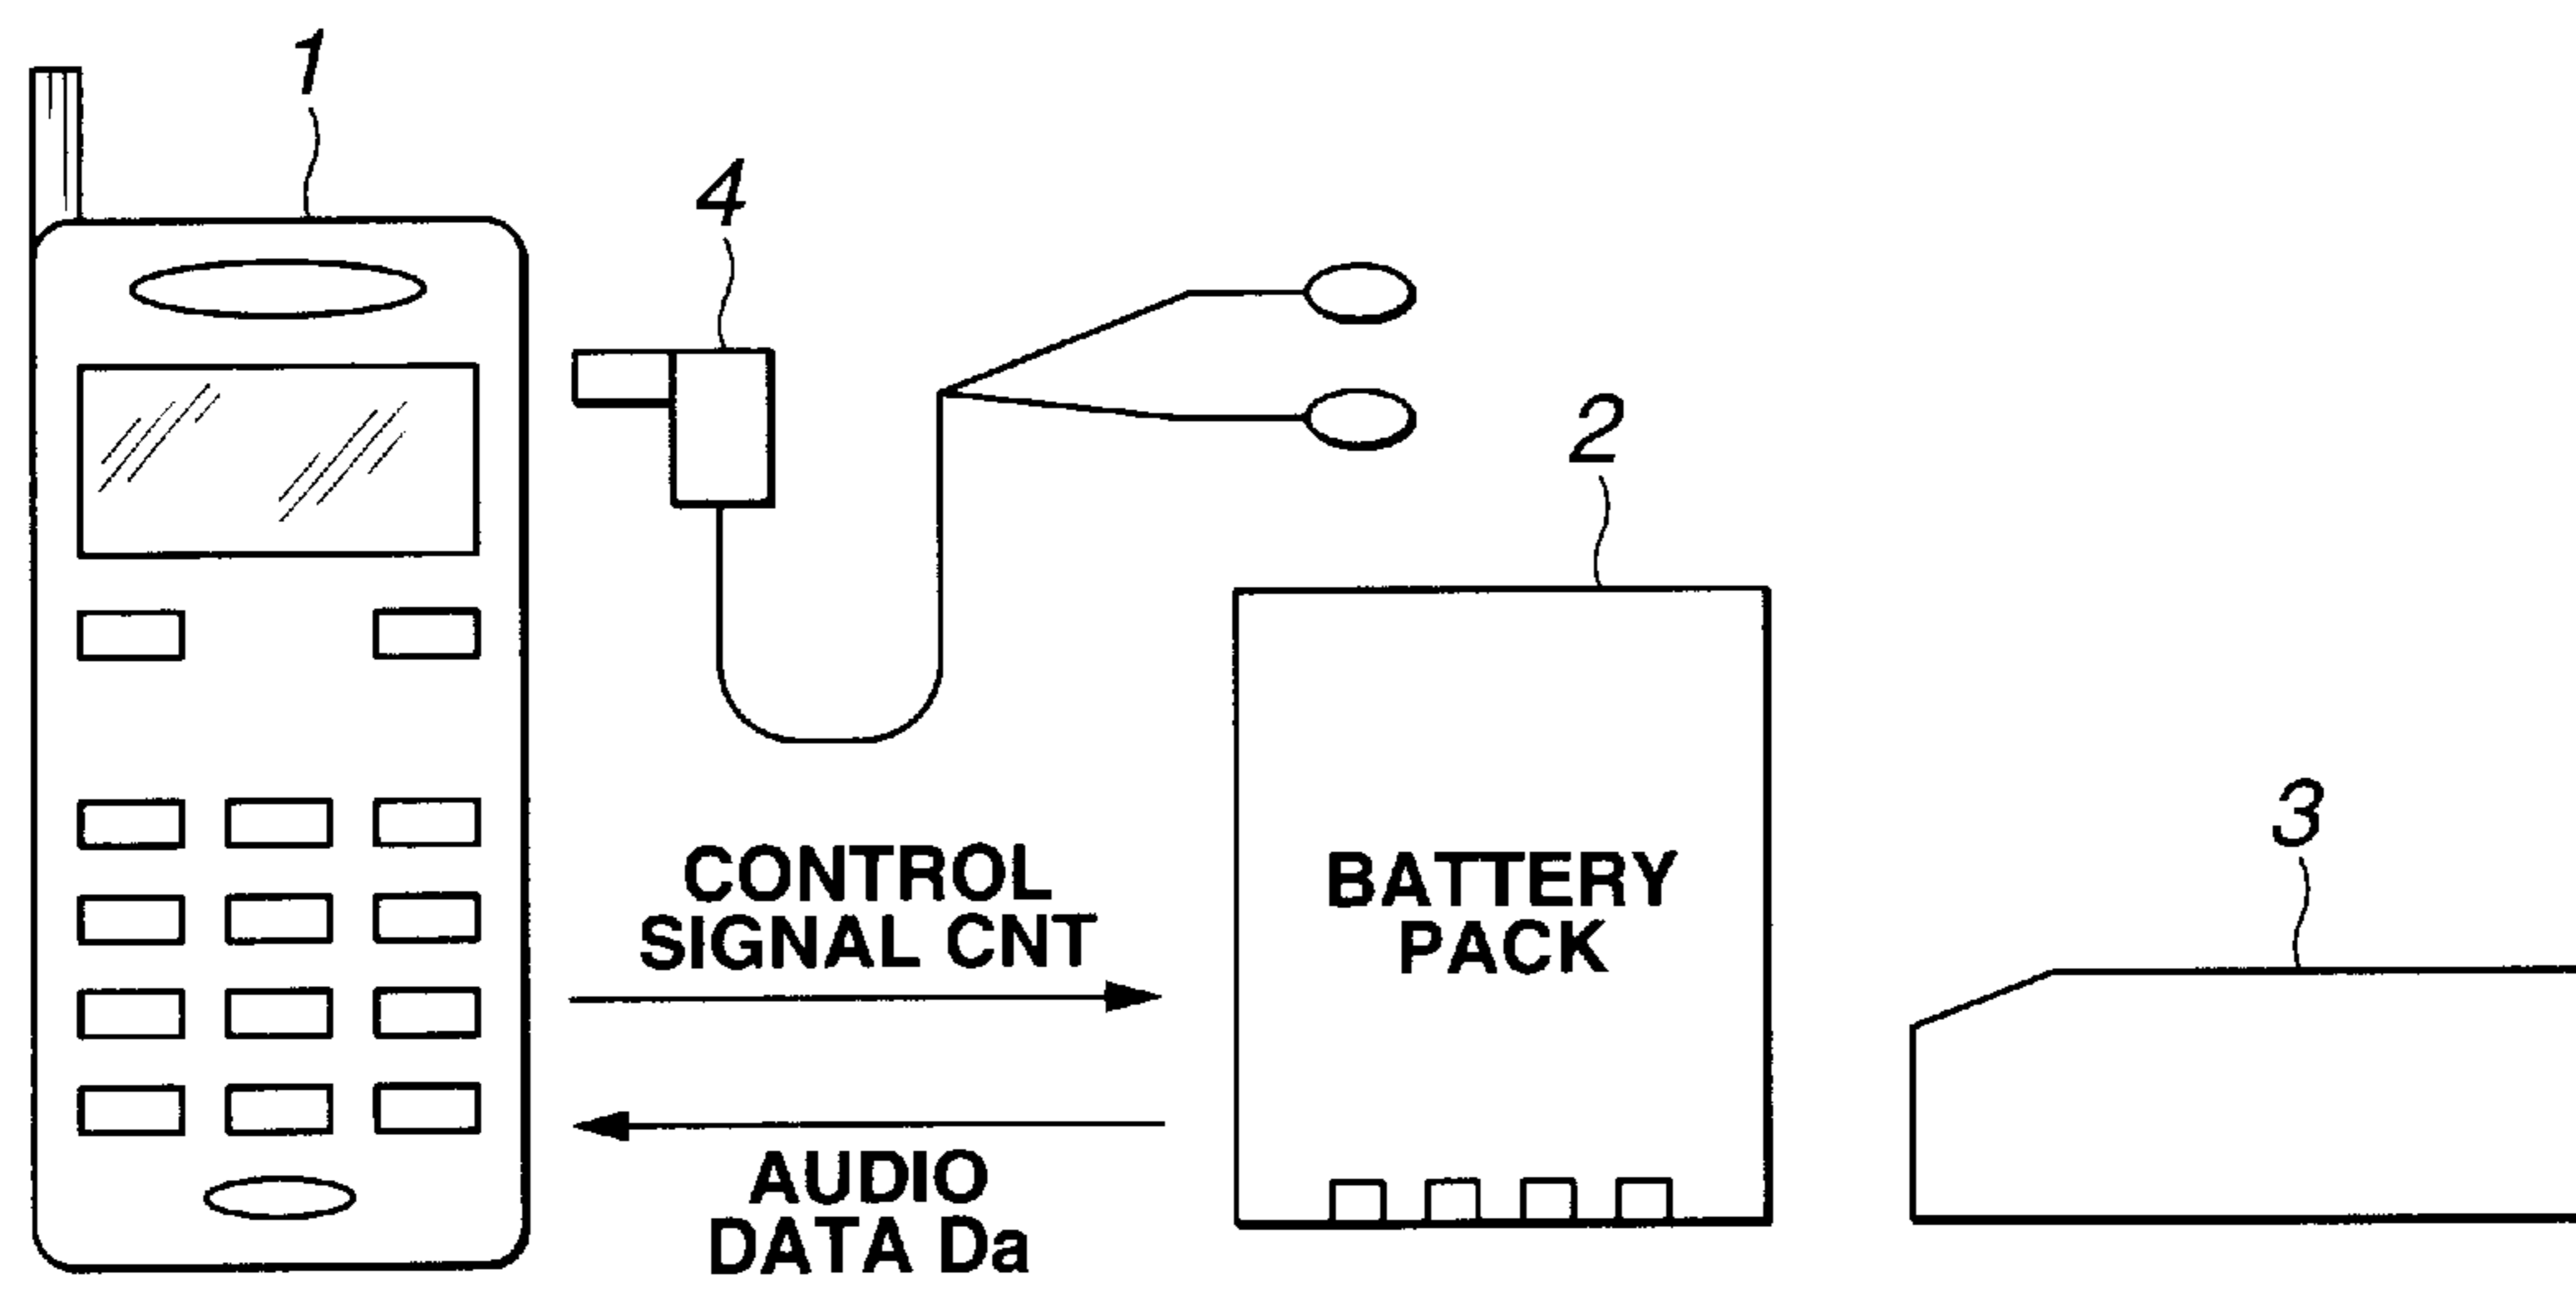 1
4
2
3
CONTROL
SIGNAL CNT
BATTERY
PACK
AUDIO
DATA Da